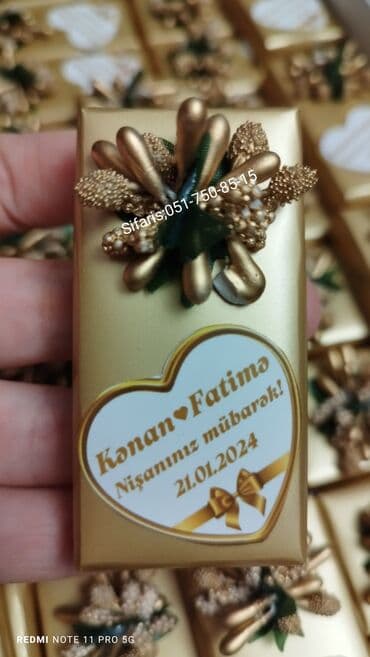 Sifariş,051-750-85-15
Kənan♥Fatimə
Nişanınız mübarək!
21.01.2024
REDMI NOTE 11 PRO 5G